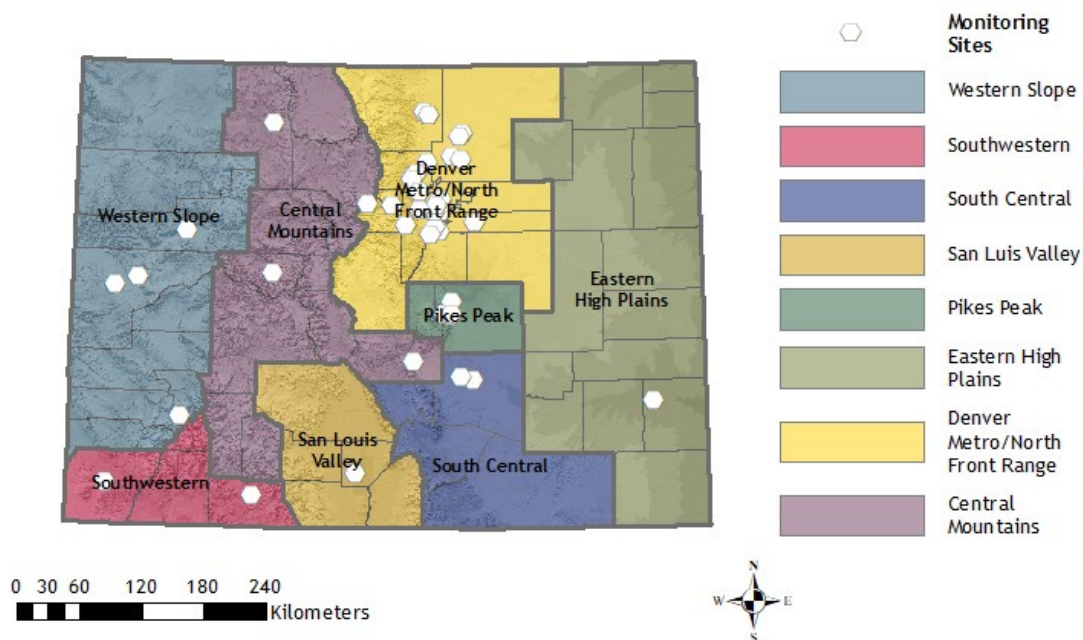 Western Slope
Central
Mountains
Denver
Metro/North
Front Range
Eastern
High Plains
Pikes Peak
San Louis
Valley
South Central
Southwestern
Monitoring
Sites
Western Slope
Southwestern
South Central
San Luis Valley
Pikes Peak
Eastern High
Plains
Denver
Metro/North
Front Range
Central
Mountains
0 30 60 120 180 240
Kilometers
N
W E
S